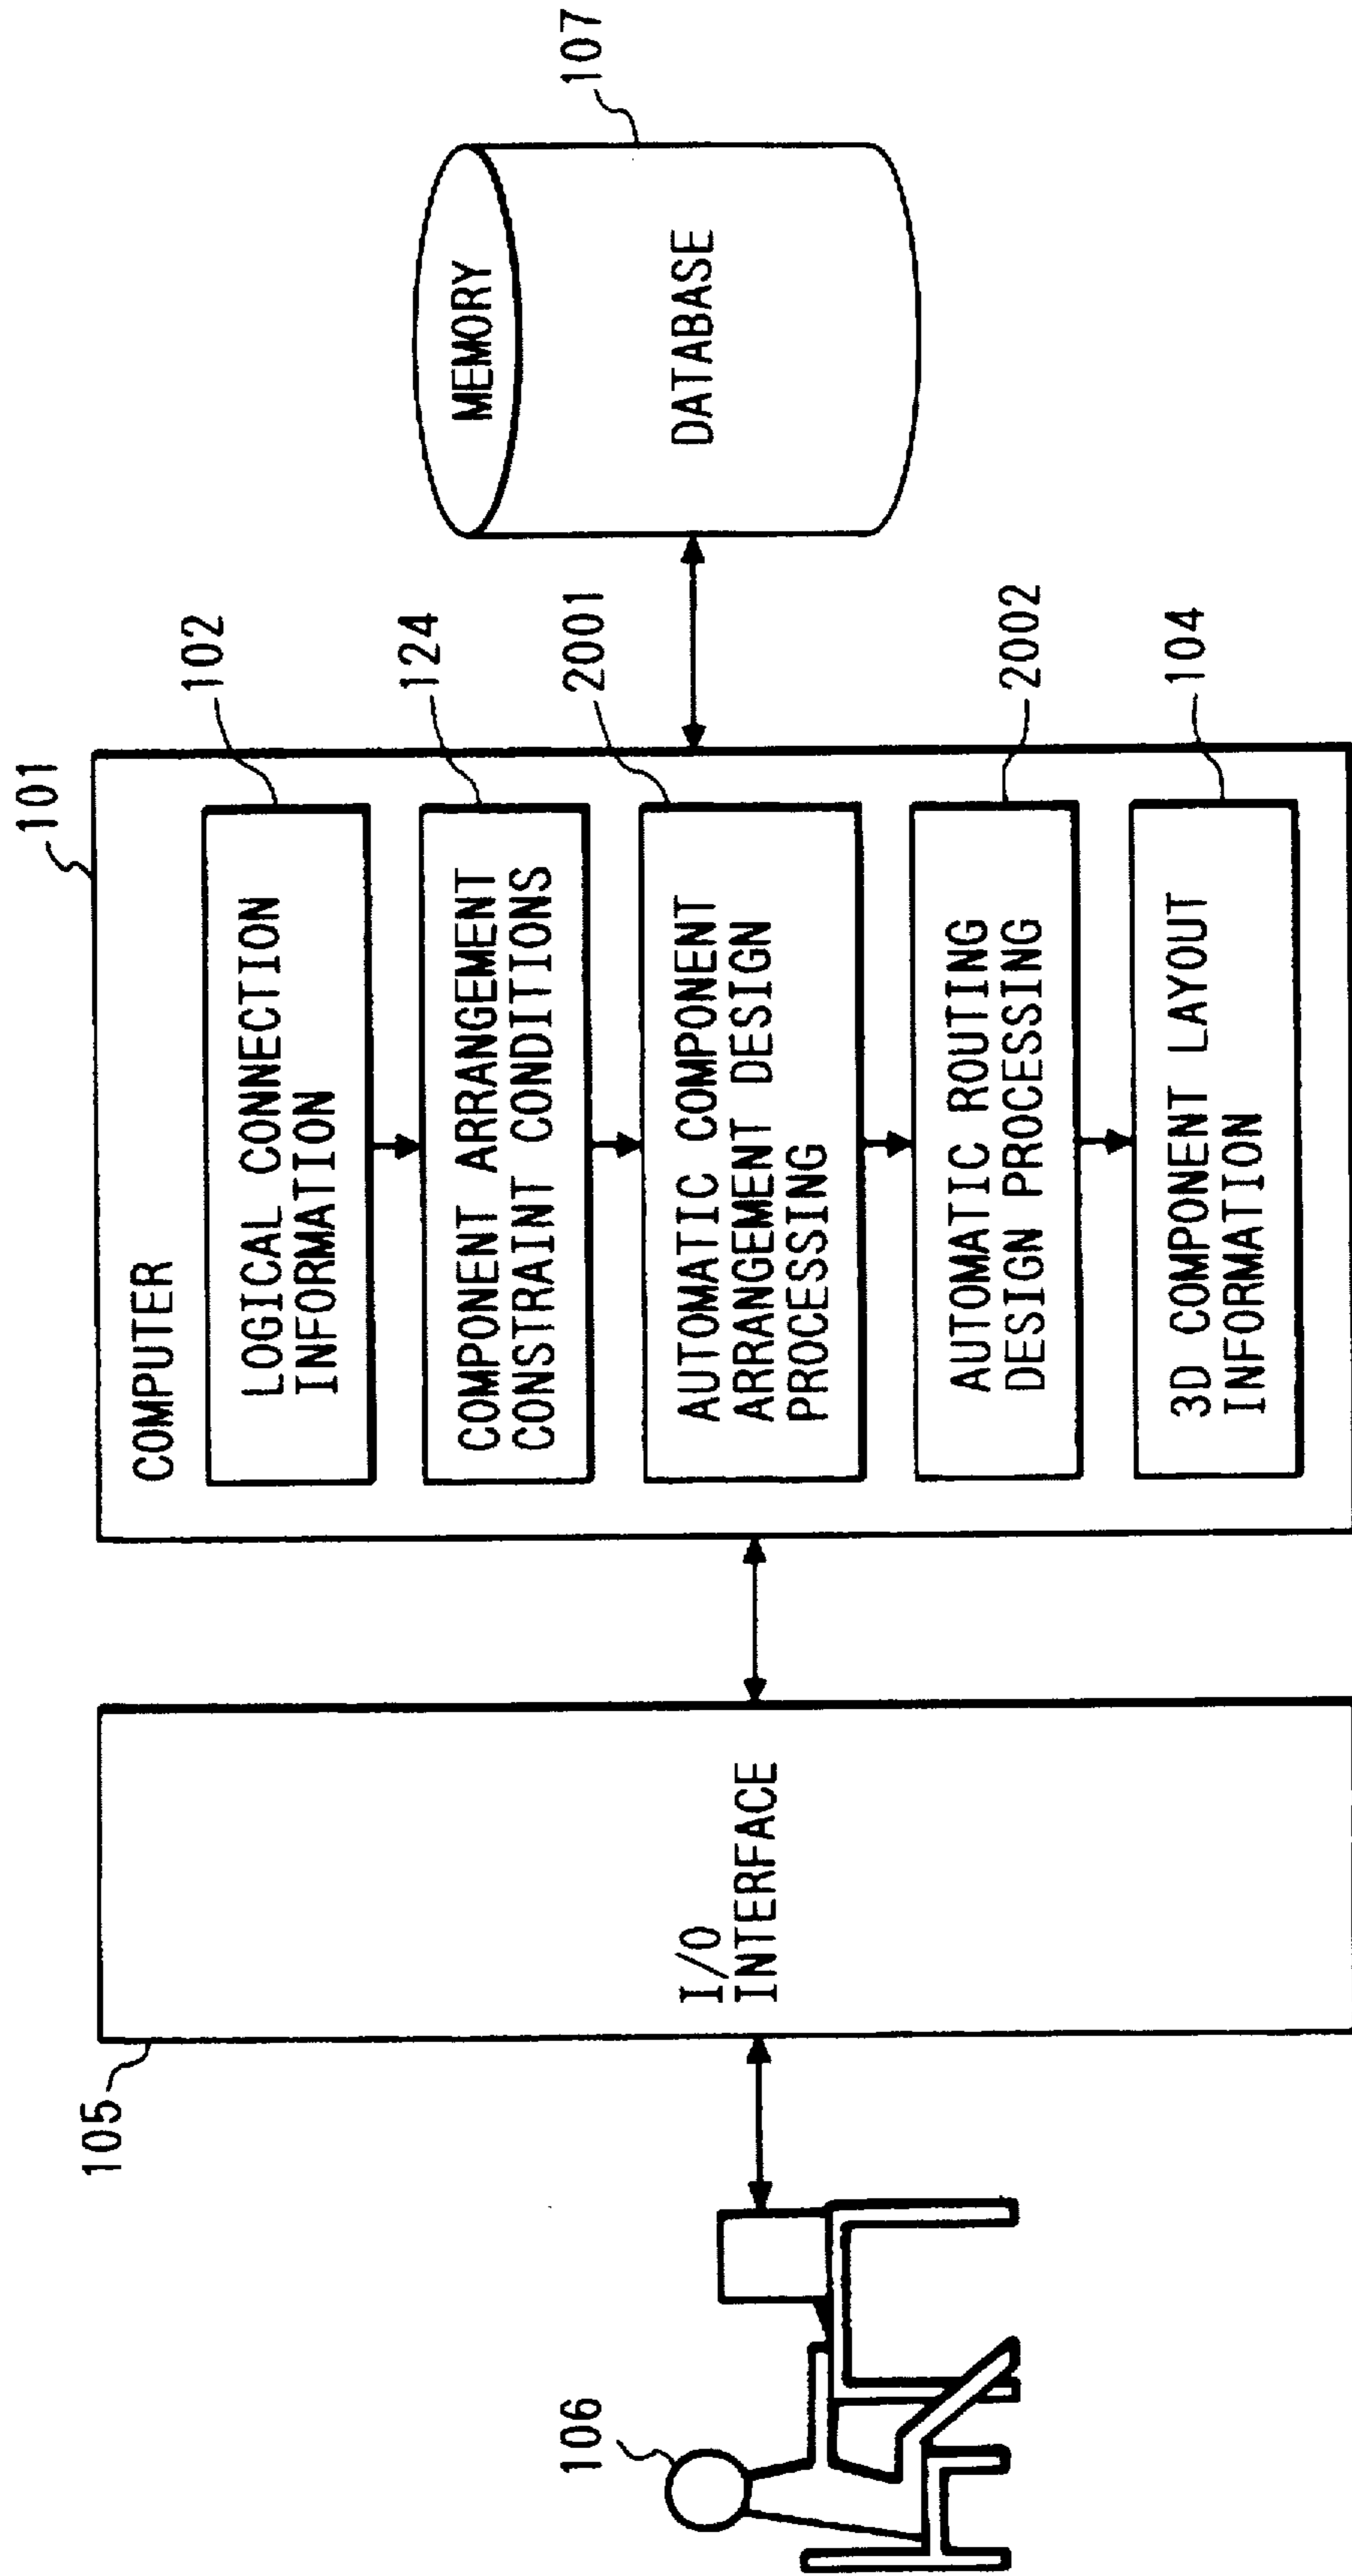 101
COMPUTER
102
LOGICAL CONNECTION
INFORMATION
124
COMPONENT ARRANGEMENT
CONSTRAINT CONDITIONS
2001
AUTOMATIC COMPONENT
ARRANGEMENT DESIGN
PROCESSING
2002
AUTOMATIC ROUTING
DESIGN PROCESSING
104
3D COMPONENT LAYOUT
INFORMATION
105
I/O
INTERFACE
106
107
MEMORY
DATABASE